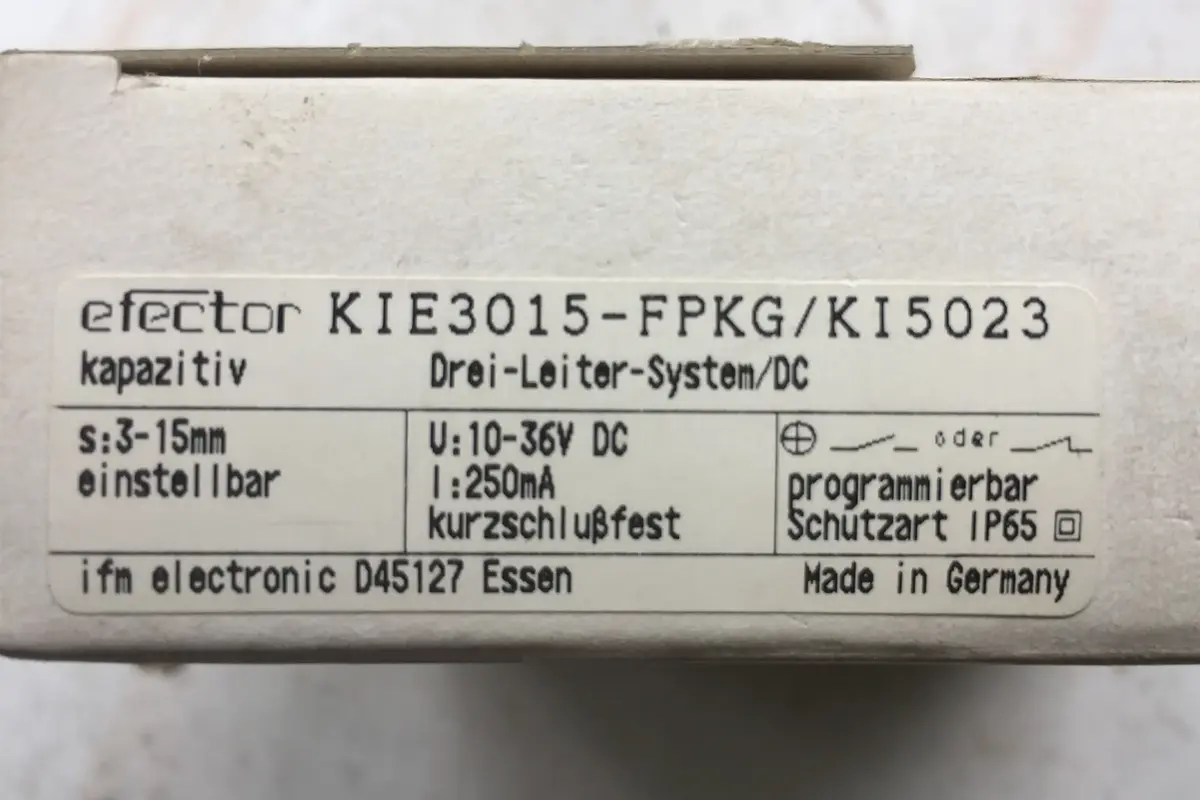 efector KIE3015-FPKG/KI5023
kapazitiv Drei-Leiter-System/DC
s:3-15mm
einstellbar
U:10-36V DC
I:250mA
kurzschlußfest
oder
programmierbar
Schutzart IP65
ifm electronic D45127 Essen Made in Germany